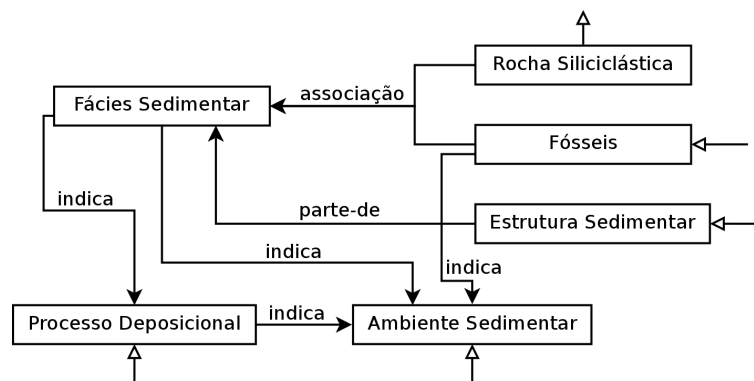 Rocha Siliciclástica
Fácies Sedimentar
associação
Fósseis
indica
parte-de
Estrutura Sedimentar
indica
indica
Processo Deposicional
indica
Ambiente Sedimentar